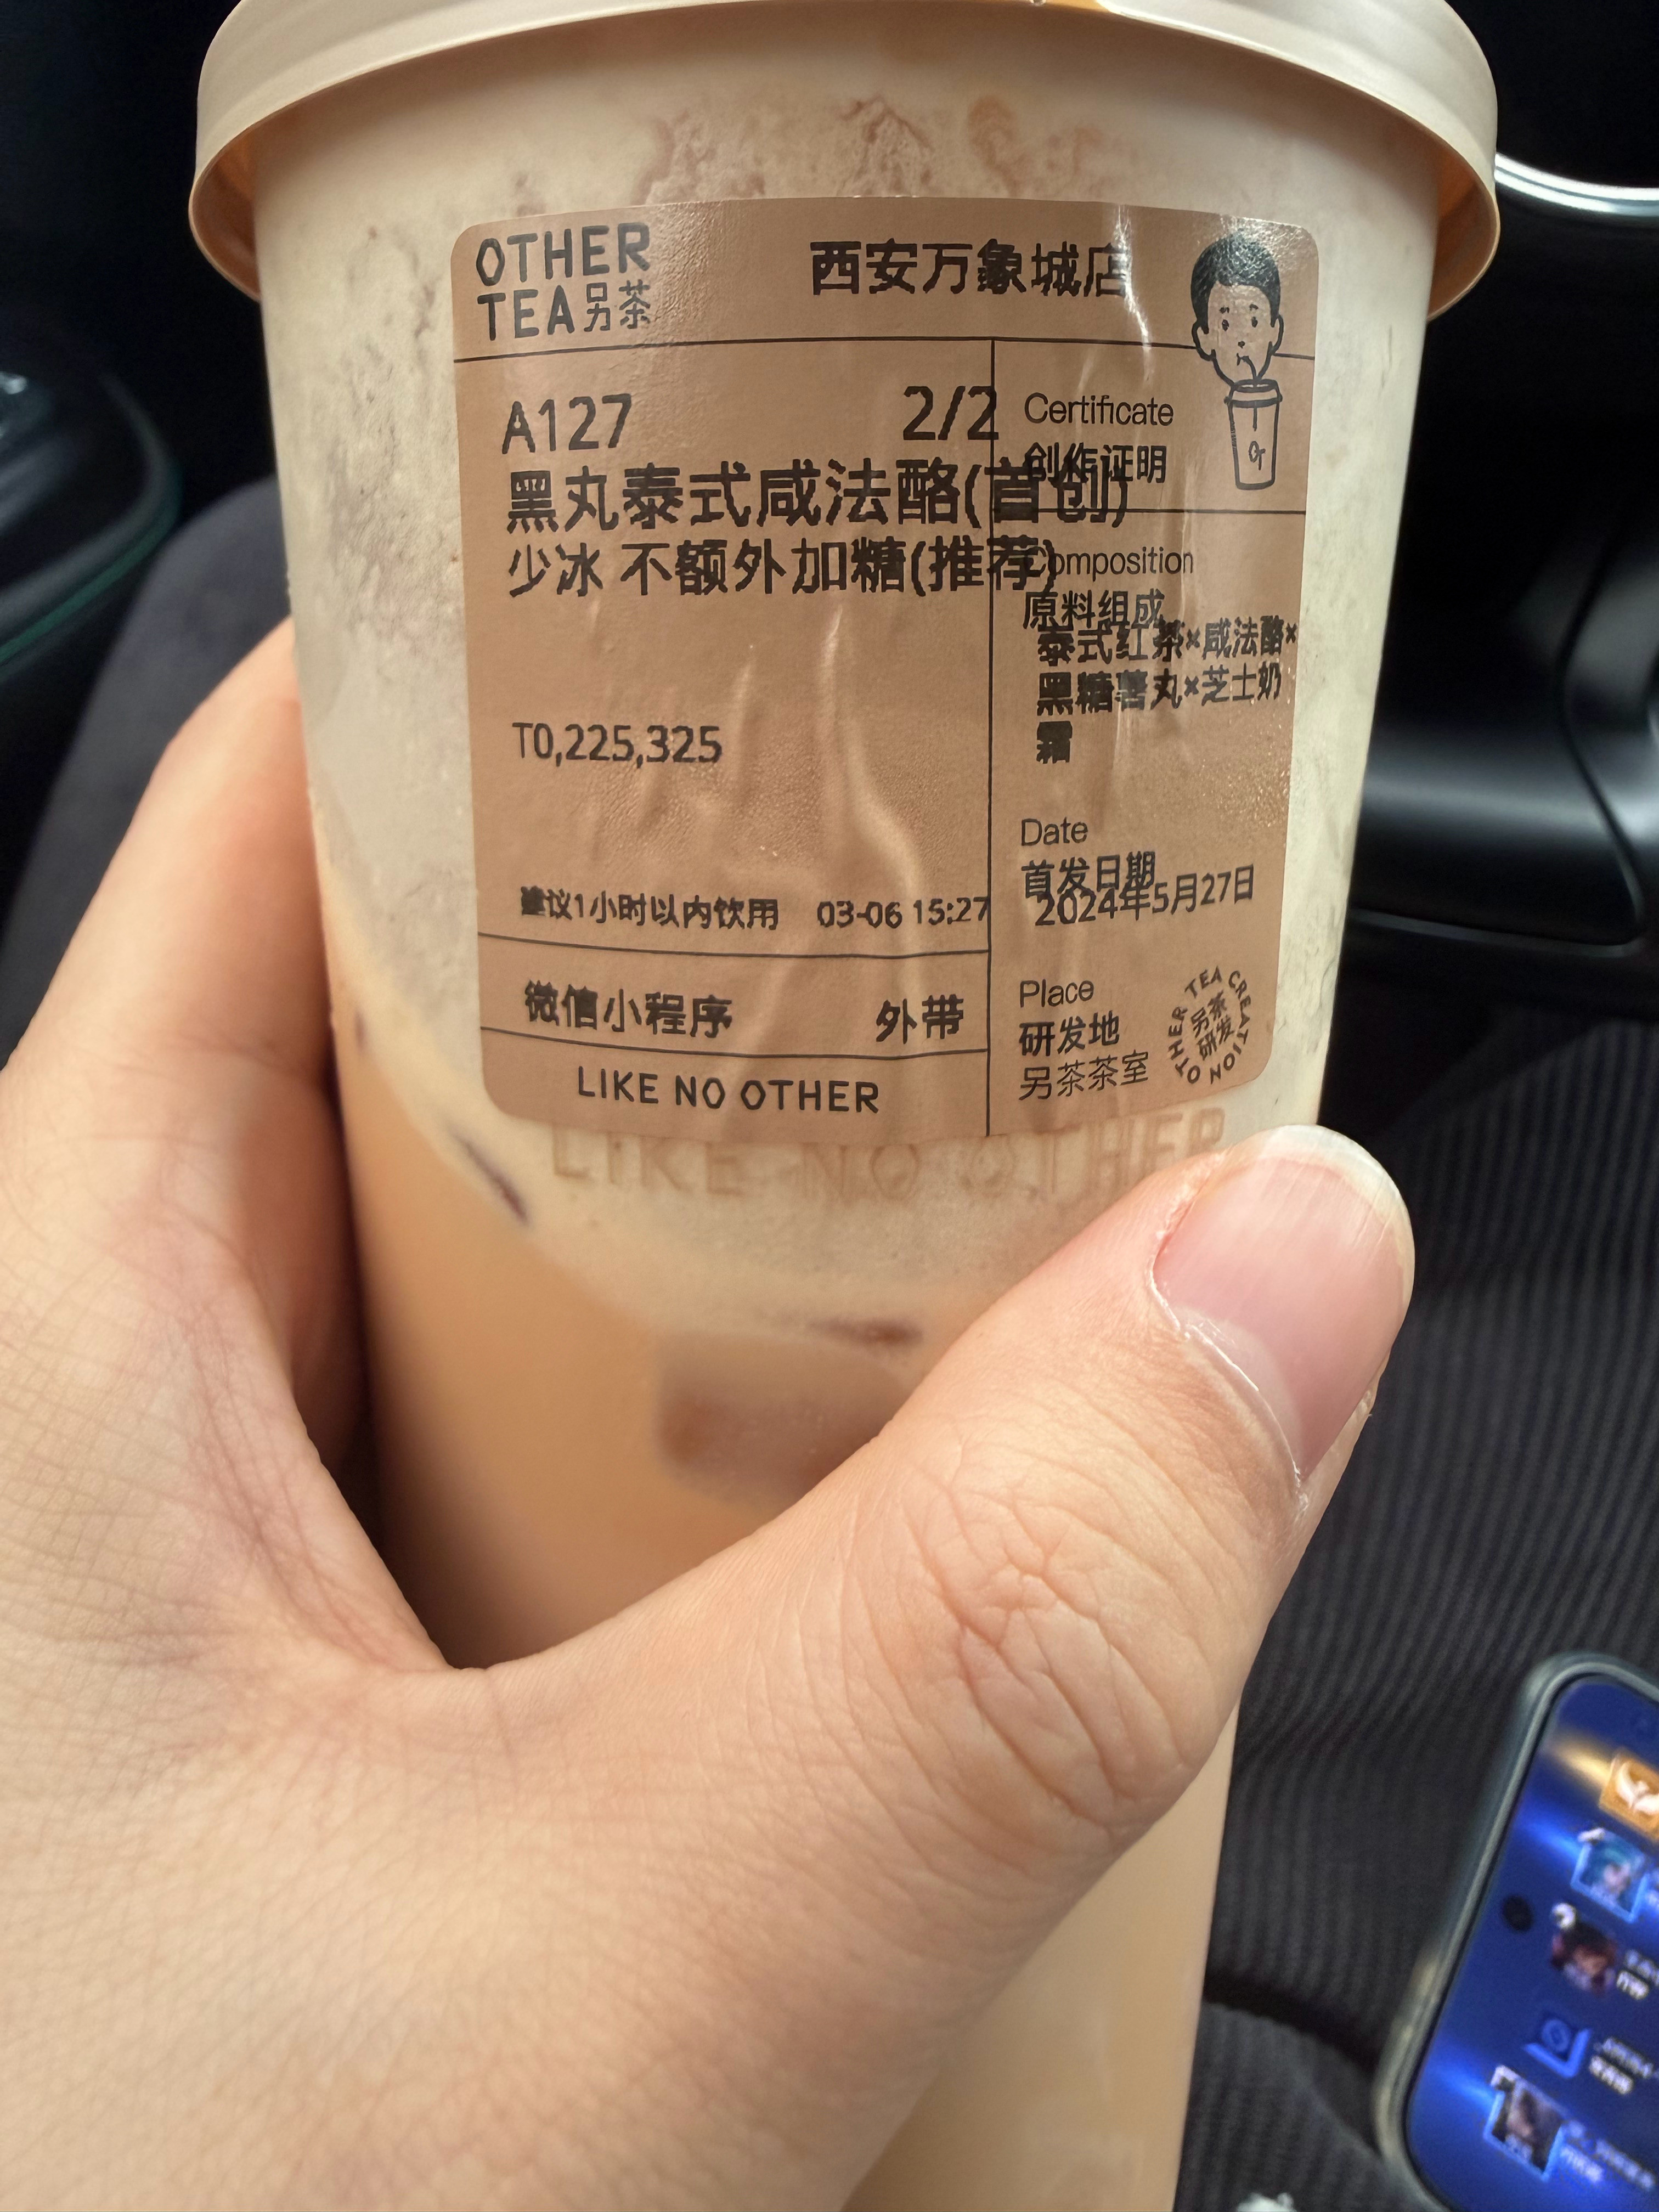 OTHER
TEA另茶
西安万象城店
A127 2/2
黑丸泰式咸法酪(首创)
少冰 不额外加糖(推荐)
T0,225,325
建议1小时以内饮用 03-06 15:27
微信小程序 外带
LIKE NO OTHER
Certificate
创作证明
Composition
原料组成
泰式红茶×咸法酪×
黑糖薯丸×芝士奶
霜
Date
首发日期
2024年5月27日
Place
研发地
另茶茶室
OTHER TEA CREATION
另茶
研发
LIKE NO OTHER